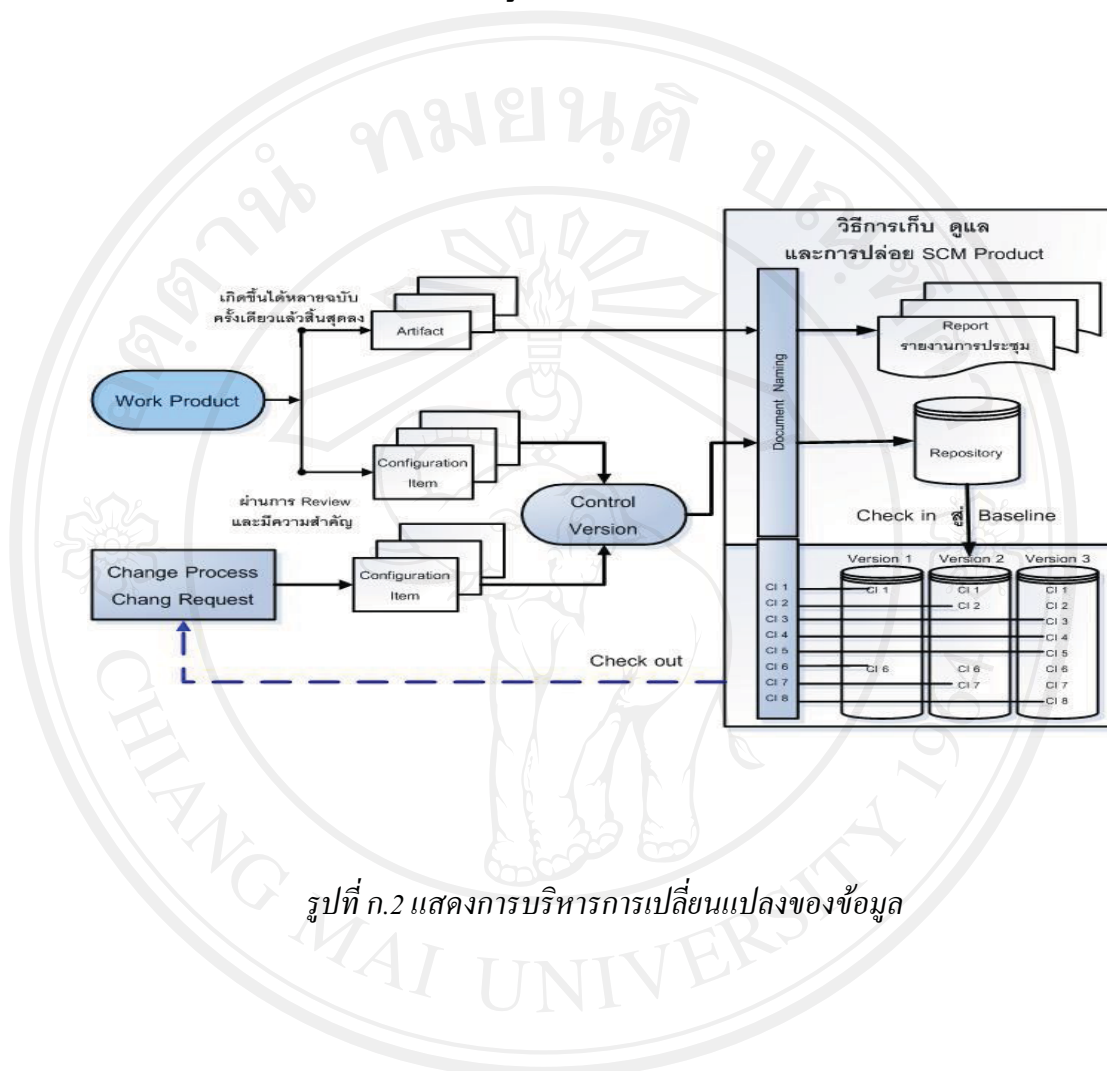 วิธีการเก็บ ดูแล
และการปล่อย SCM Product
เกิดขึ้นได้หลายฉบับ
ครั้งเดียวแล้วสิ้นสุดลง
Artifact
Work Product
Configuration
Item
ผ่านการ Review
และมีความสำคัญ
Change Process
Chang Request
Configuration
Item
Control
Version
Document Naming
Report
รายงานการประชุม
Repository
Check in
Baseline
Check out
Version 1 Version 2 Version 3
CI 1 CI 1 CI 1 CI 1
CI 2 CI 2 CI 2
CI 3 CI 3
CI 4 CI 4
CI 5 CI 5
CI 6 CI 6 CI 6 CI 6
CI 7 CI 7 CI 7
CI 8 CI 8
รูปที่ ก.2 แสดงการบริหารการเปลี่ยนแปลงของข้อมูล
CHIANG MAI UNIVERSITY 1964